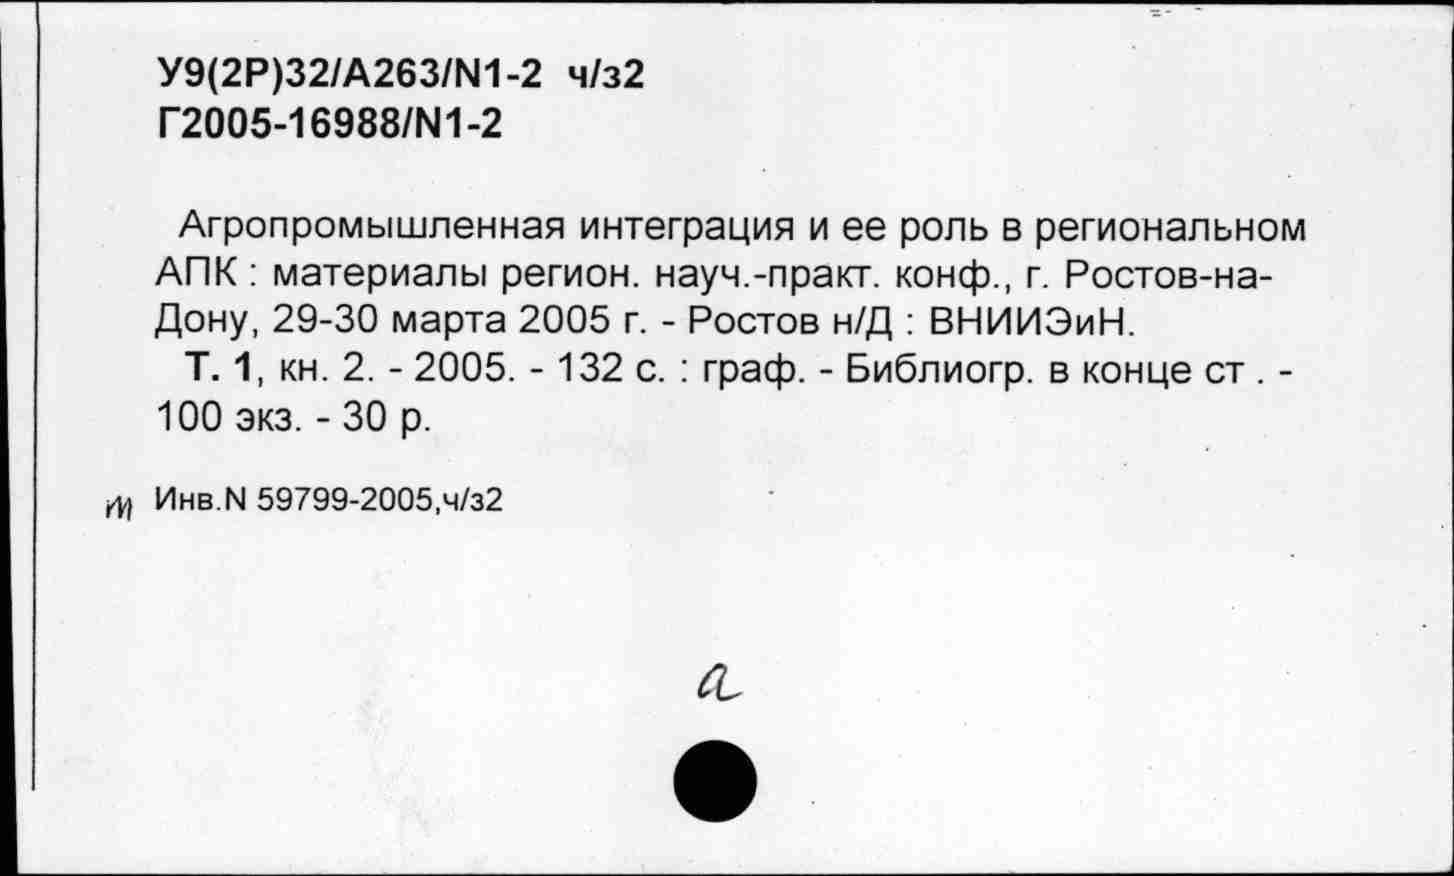 У9(2Р)32/А263/N1-2 ч/з2
Г2005-16988/N1-2
Агропромышленная интеграция и ее роль в региональном
АПК : материалы регион. науч.-практ. конф., г. Ростов-на-
Дону, 29-30 марта 2005 г. - Ростов н/Д : ВНИИЭиН.
Т. 1, кн. 2. - 2005. - 132 с. : граф. - Библиогр. в конце ст . -
100 экз. - 30 р.
Инв.N 59799-2005,ч/з2
а